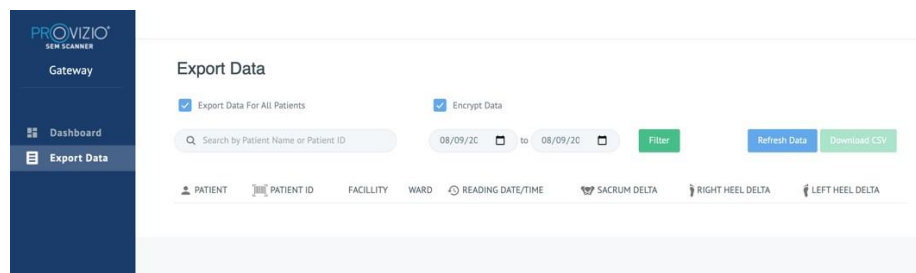 PROVIZIO®
SEM SCANNER
Gateway
Dashboard
Export Data
Export Data
Export Data For All Patients
Encrypt Data
Search by Patient Name or Patient ID
08/09/20 to 08/09/20 Filter Refresh Data Download CSV
PATIENT PATIENT ID FACILLITY WARD READING DATE/TIME SACRUM DELTA RIGHT HEEL DELTA LEFT HEEL DELTA